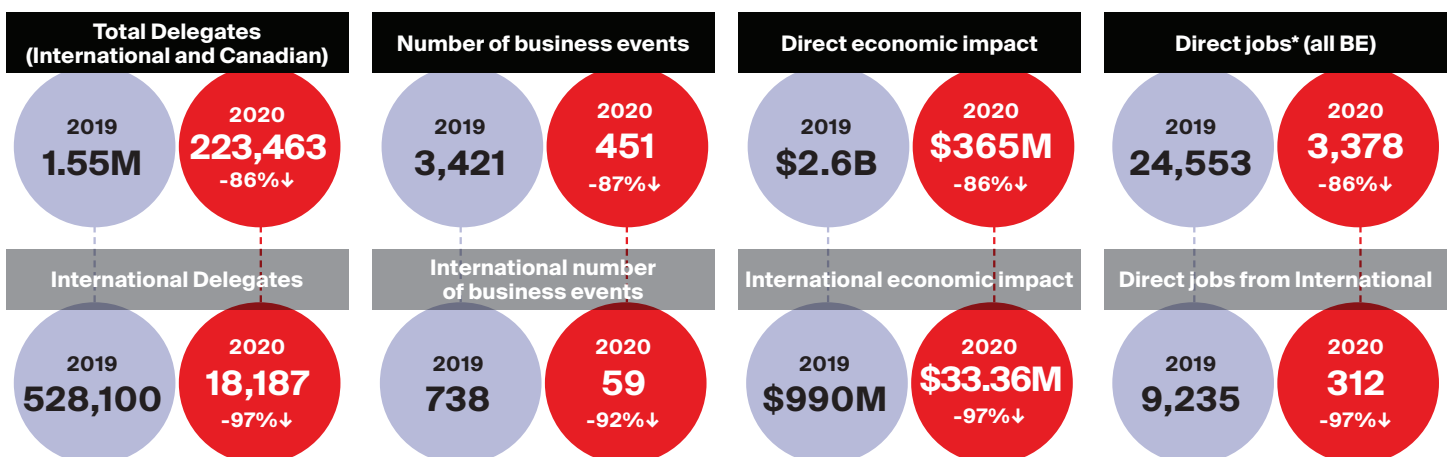 Total Delegates
(International and Canadian)
2019
1.55M
2020
223,463
-86%↓
International Delegates
2019
528,100
2020
18,187
-97%↓
Number of business events
2019
3,421
2020
451
-87%↓
International number
of business events
2019
738
2020
59
-92%↓
Direct economic impact
2019
$2.6B
2020
$365M
-86%↓
International economic impact
2019
$990M
2020
$33.36M
-97%↓
Direct jobs* (all BE)
2019
24,553
2020
3,378
-86%↓
Direct jobs from International
2019
9,235
2020
312
-97%↓